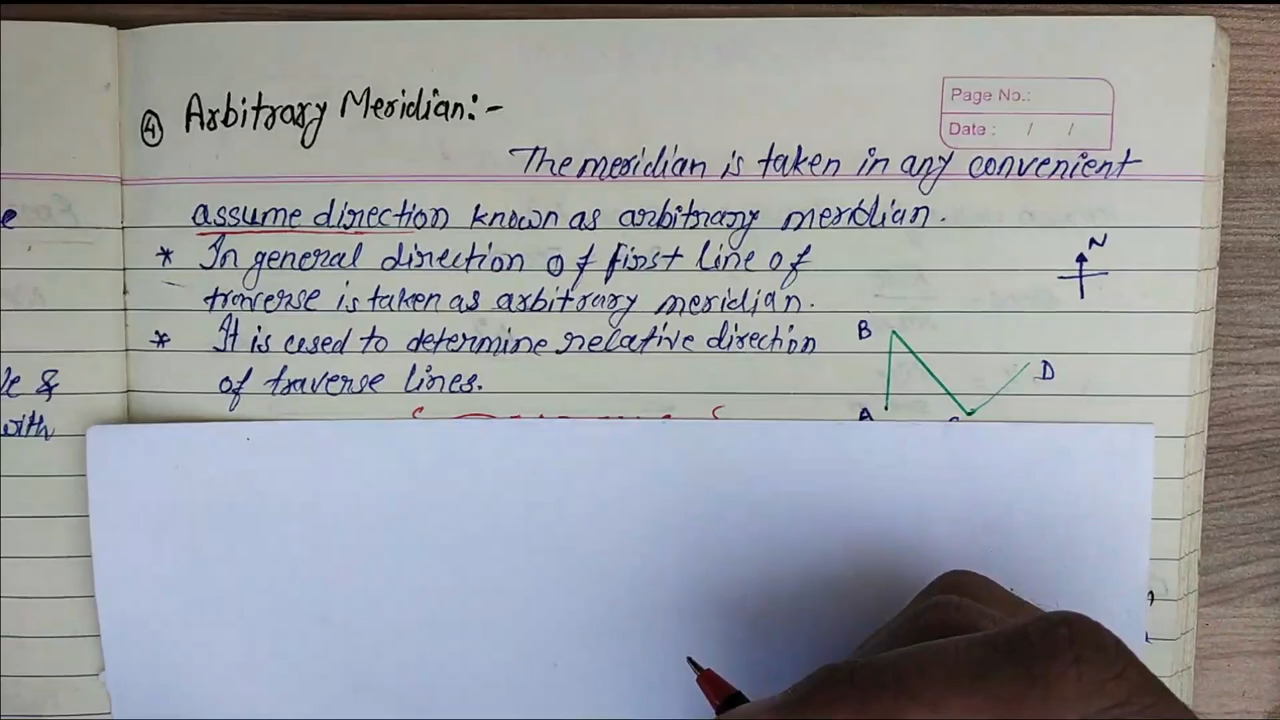 Page No.:
Date : / /
④ Arbitrary Meridian:-
The meridian is taken in any convenient
assume direction known as arbitrary meridian.
* In general direction of first line of
traverse is taken as arbitrary meridian.
* It is used to determine relative direction
of traverse lines.
N
B
D
A
e
le &
with